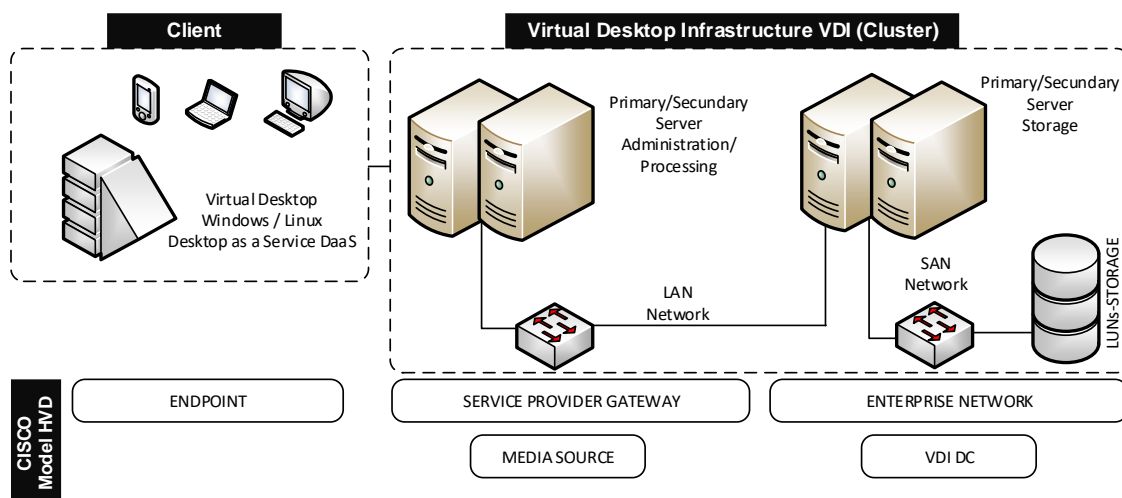 Client
Virtual Desktop Infrastructure VDI (Cluster)
Virtual Desktop
Windows / Linux
Desktop as a Service DaaS
Primary/Secundary
Server
Administration/
Processing
Primary/Secundary
Server
Storage
LAN
Network
SAN
Network
LUNs-STORAGE
CISCO
Model HVD
ENDPOINT
SERVICE PROVIDER GATEWAY
ENTERPRISE NETWORK
MEDIA SOURCE
VDI DC